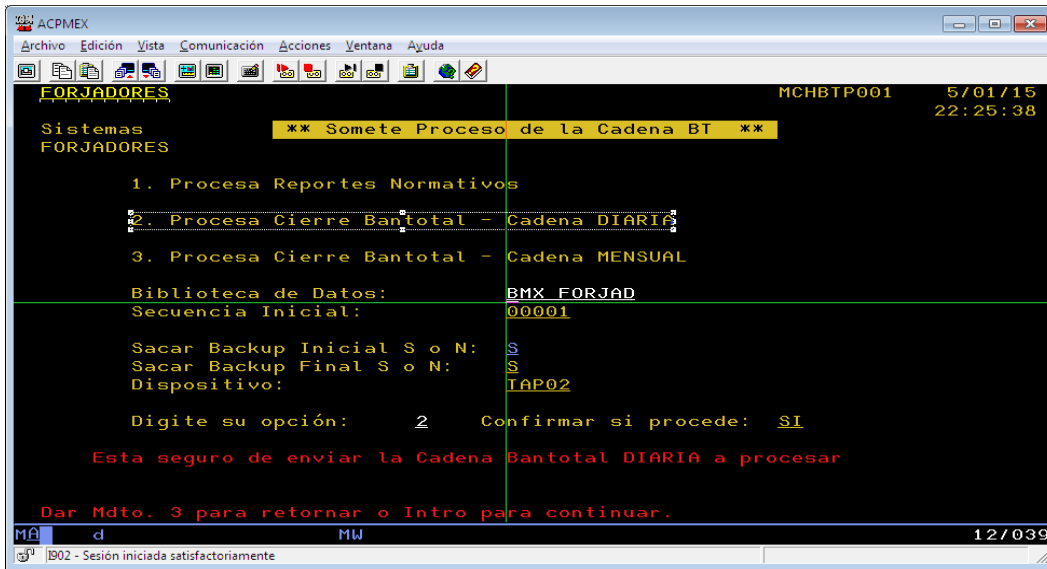 ACPMEX
Archivo Edición Vista Comunicación Acciones Ventana Ayuda
FORJADORES MCHBTP001 5/01/15
22:25:38
Sistemas ** Somete Proceso de la Cadena BT **
FORJADORES
1. Procesa Reportes Normativos
2. Procesa Cierre Bantotal - Cadena DIARIA
3. Procesa Cierre Bantotal - Cadena MENSUAL
Biblioteca de Datos: BMX_FORJAD
Secuencia Inicial: 00001
Sacar Backup Inicial S o N: S
Sacar Backup Final S o N: S
Dispositivo: TAP02
Digite su opción: 2 Confirmar si procede: SI
Esta seguro de enviar la Cadena Bantotal DIARIA a procesar
Dar Mdto. 3 para retornar o Intro para continuar.
MA d MW 12/039
I902 - Sesión iniciada satisfactoriamente